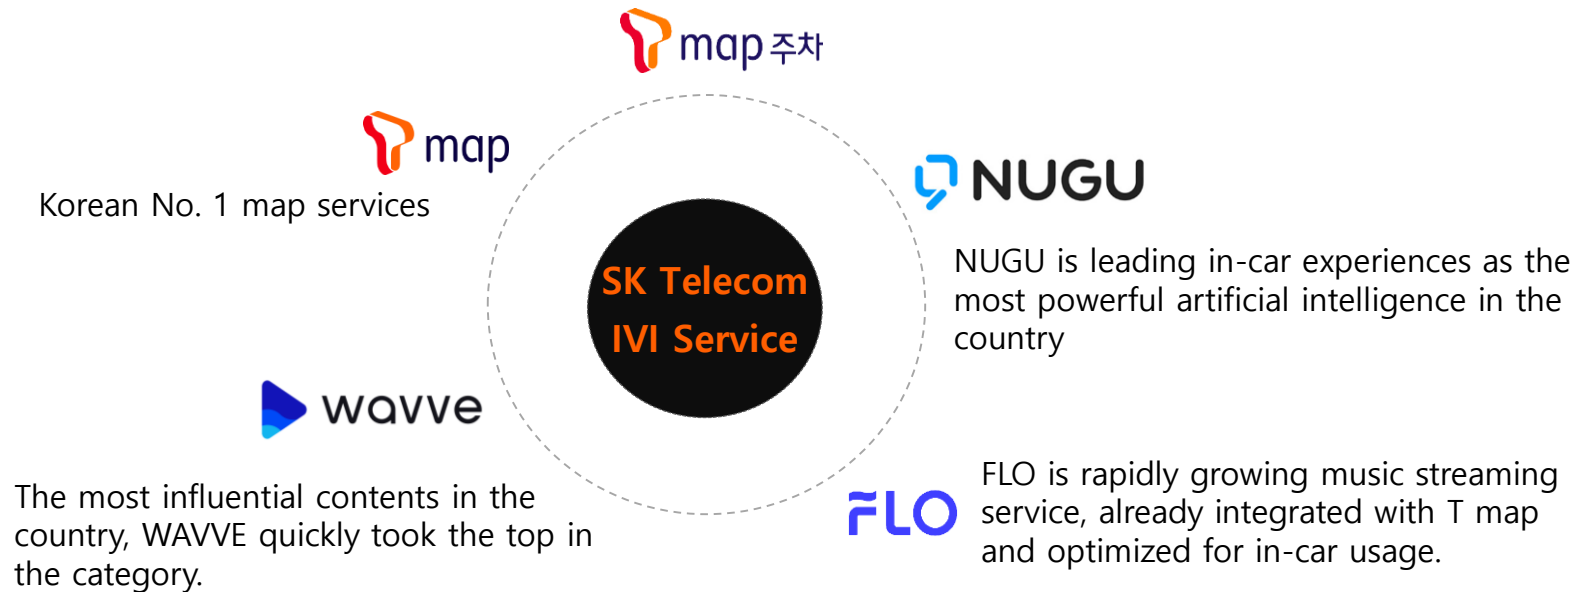 map 주차
map
Korean No. 1 map services
NUGU
NUGU is leading in-car experiences as the
most powerful artificial intelligence in the
country
SK Telecom
IVI Service
wavve
The most influential contents in the
country, WAVVE quickly took the top in
the category.
FLO
FLO is rapidly growing music streaming
service, already integrated with T map
and optimized for in-car usage.